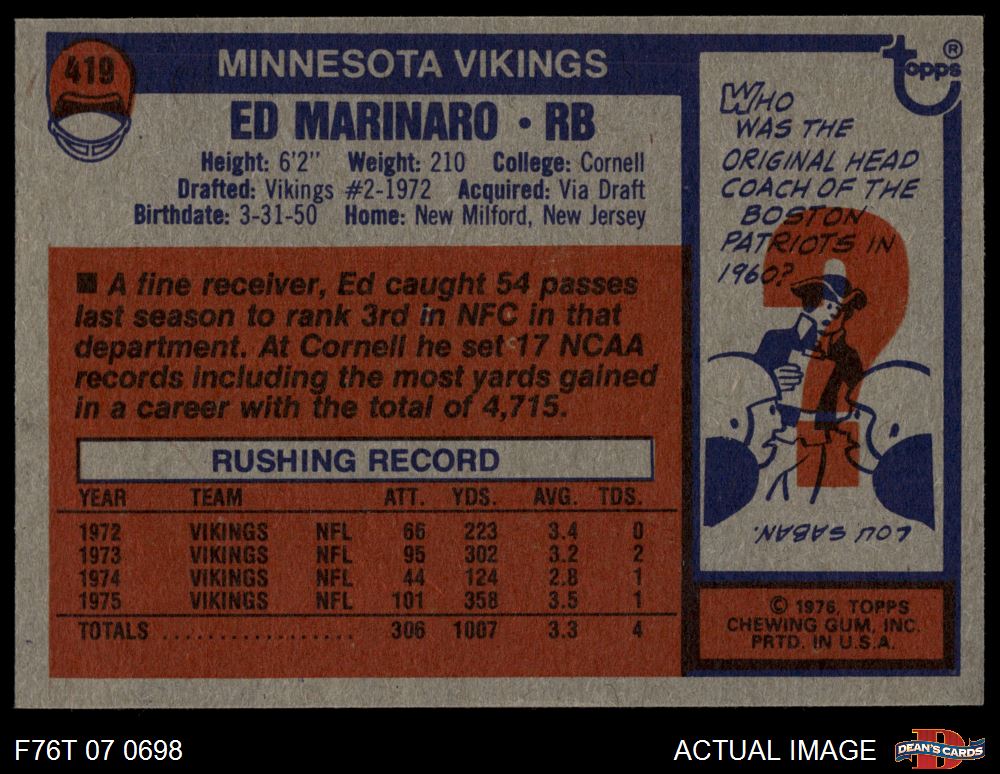 419
MINNESOTA VIKINGS
ED MARINARO • RB
Height: 6'2" Weight: 210 College: Cornell
Drafted: Vikings #2-1972 Acquired: Via Draft
Birthdate: 3-31-50 Home: New Milford, New Jersey
■ A fine receiver, Ed caught 54 passes
last season to rank 3rd in NFC in that
department. At Cornell he set 17 NCAA
records including the most yards gained
in a career with the total of 4,715.
RUSHING RECORD
YEAR TEAM ATT. YDS. AVG. TDS.
1972 VIKINGS NFL 66 223 3.4 0
1973 VIKINGS NFL 95 302 3.2 2
1974 VIKINGS NFL 44 124 2.8 1
1975 VIKINGS NFL 101 358 3.5 1
TOTALS .................. 306 1007 3.3 4
topps ®
WHO
WAS THE
ORIGINAL HEAD
COACH OF THE
BOSTON
PATRIOTS IN
1960?
?
LOU SABAN.
© 1976, TOPPS
CHEWING GUM, INC.
PRTD. IN U.S.A.
F76T 07 0698
ACTUAL IMAGE
D
DEAN'S CARDS